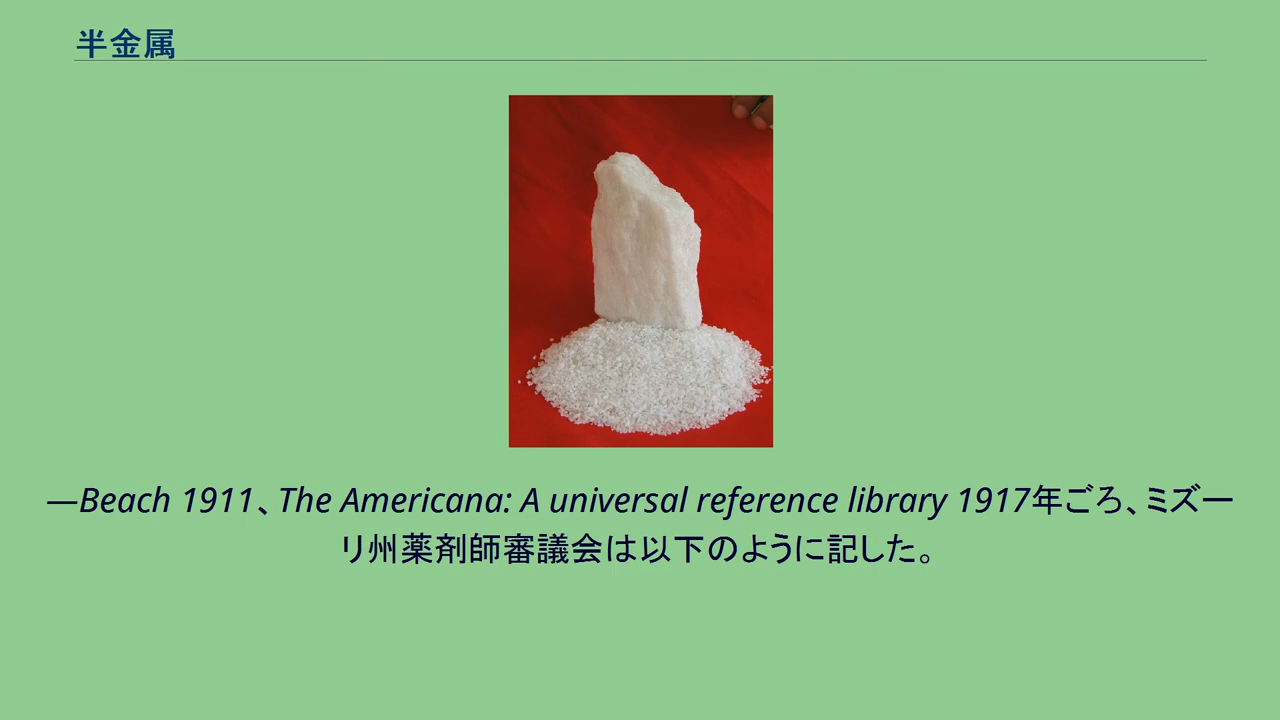 半金属
—Beach 1911、The Americana: A universal reference library 1917年ごろ、ミズー
リ州薬剤師審議会は以下のように記した。